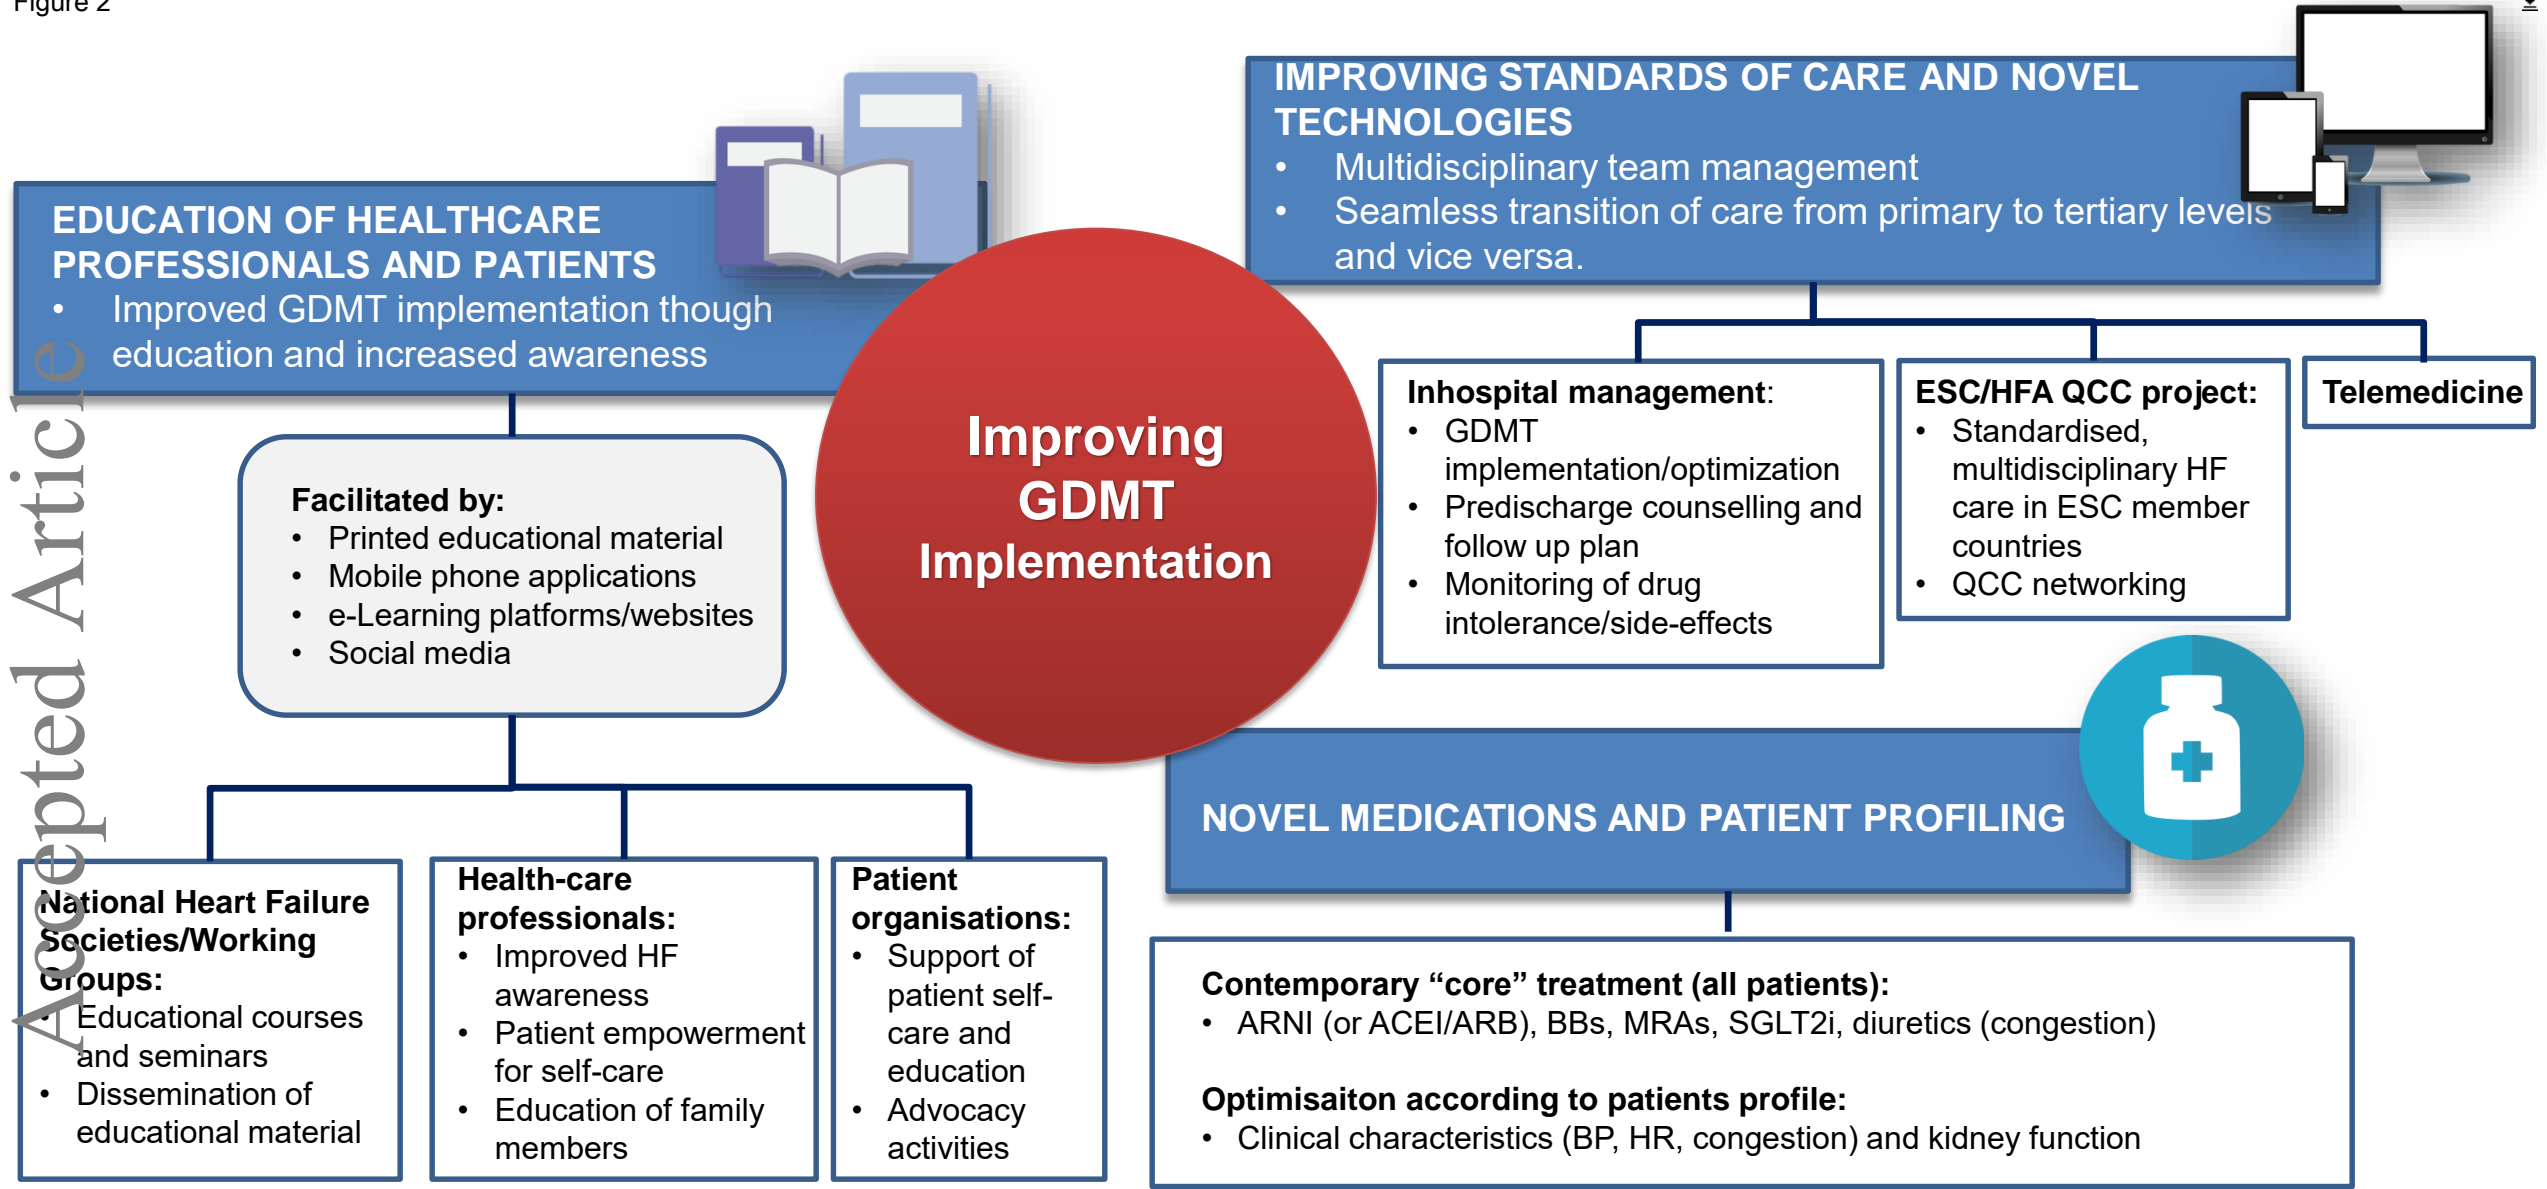 Figure 2
EDUCATION OF HEALTHCARE
PROFESSIONALS AND PATIENTS
• Improved GDMT implementation though
education and increased awareness
IMPROVING STANDARDS OF CARE AND NOVEL
TECHNOLOGIES
• Multidisciplinary team management
• Seamless transition of care from primary to tertiary levels
and vice versa.
Improving
GDMT
Implementation
Facilitated by:
• Printed educational material
• Mobile phone applications
• e-Learning platforms/websites
• Social media
Inhospital management:
• GDMT
implementation/optimization
• Predischarge counselling and
follow up plan
• Monitoring of drug
intolerance/side-effects
ESC/HFA QCC project:
• Standardised,
multidisciplinary HF
care in ESC member
countries
• QCC networking
Telemedicine
National Heart Failure
Societies/Working
Groups:
• Educational courses
and seminars
• Dissemination of
educational material
Health-care
professionals:
• Improved HF
awareness
• Patient empowerment
for self-care
• Education of family
members
Patient
organisations:
• Support of
patient self-
care and
education
• Advocacy
activities
NOVEL MEDICATIONS AND PATIENT PROFILING
Contemporary “core” treatment (all patients):
• ARNI (or ACEI/ARB), BBs, MRAs, SGLT2i, diuretics (congestion)
Optimisaiton according to patients profile:
• Clinical characteristics (BP, HR, congestion) and kidney function
Accepted Article